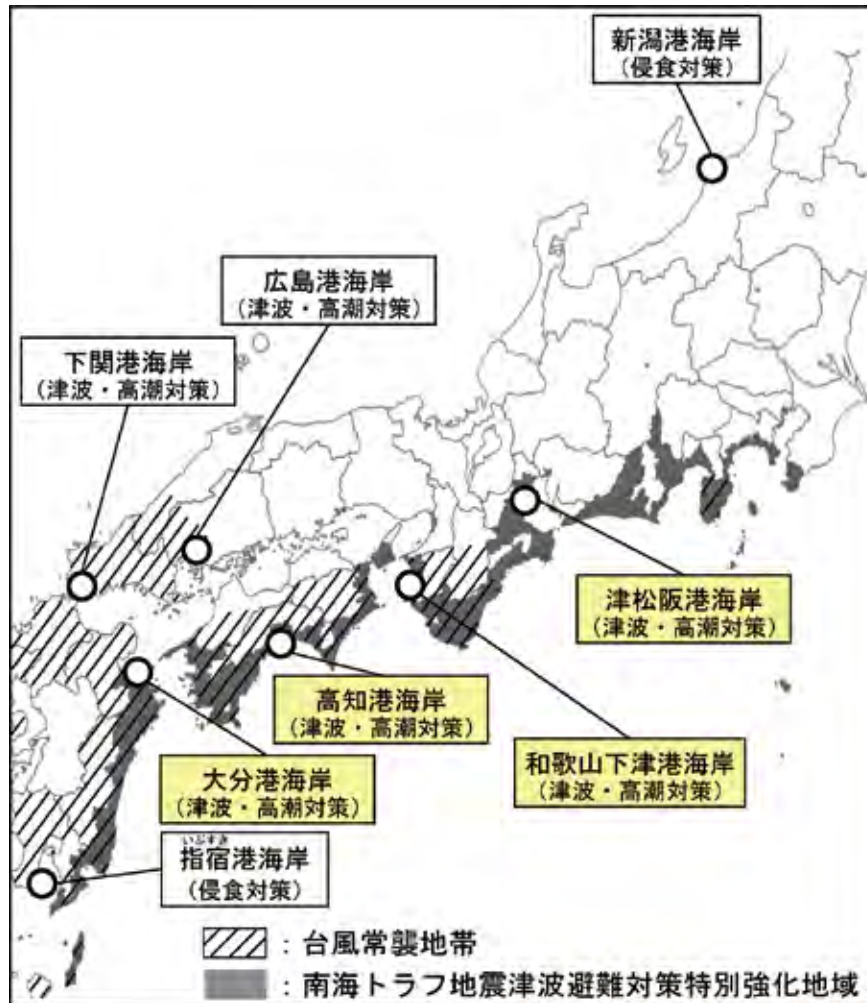 新潟港海岸
(侵食対策)
広島港海岸
(津波・高潮対策)
下関港海岸
(津波・高潮対策)
津松阪港海岸
(津波・高潮対策)
高知港海岸
(津波・高潮対策)
和歌山下津港海岸
(津波・高潮対策)
大分港海岸
(津波・高潮対策)
いぶすき
指宿港海岸
(侵食対策)
：台風常襲地帯
：南海トラフ地震津波避難対策特別強化地域